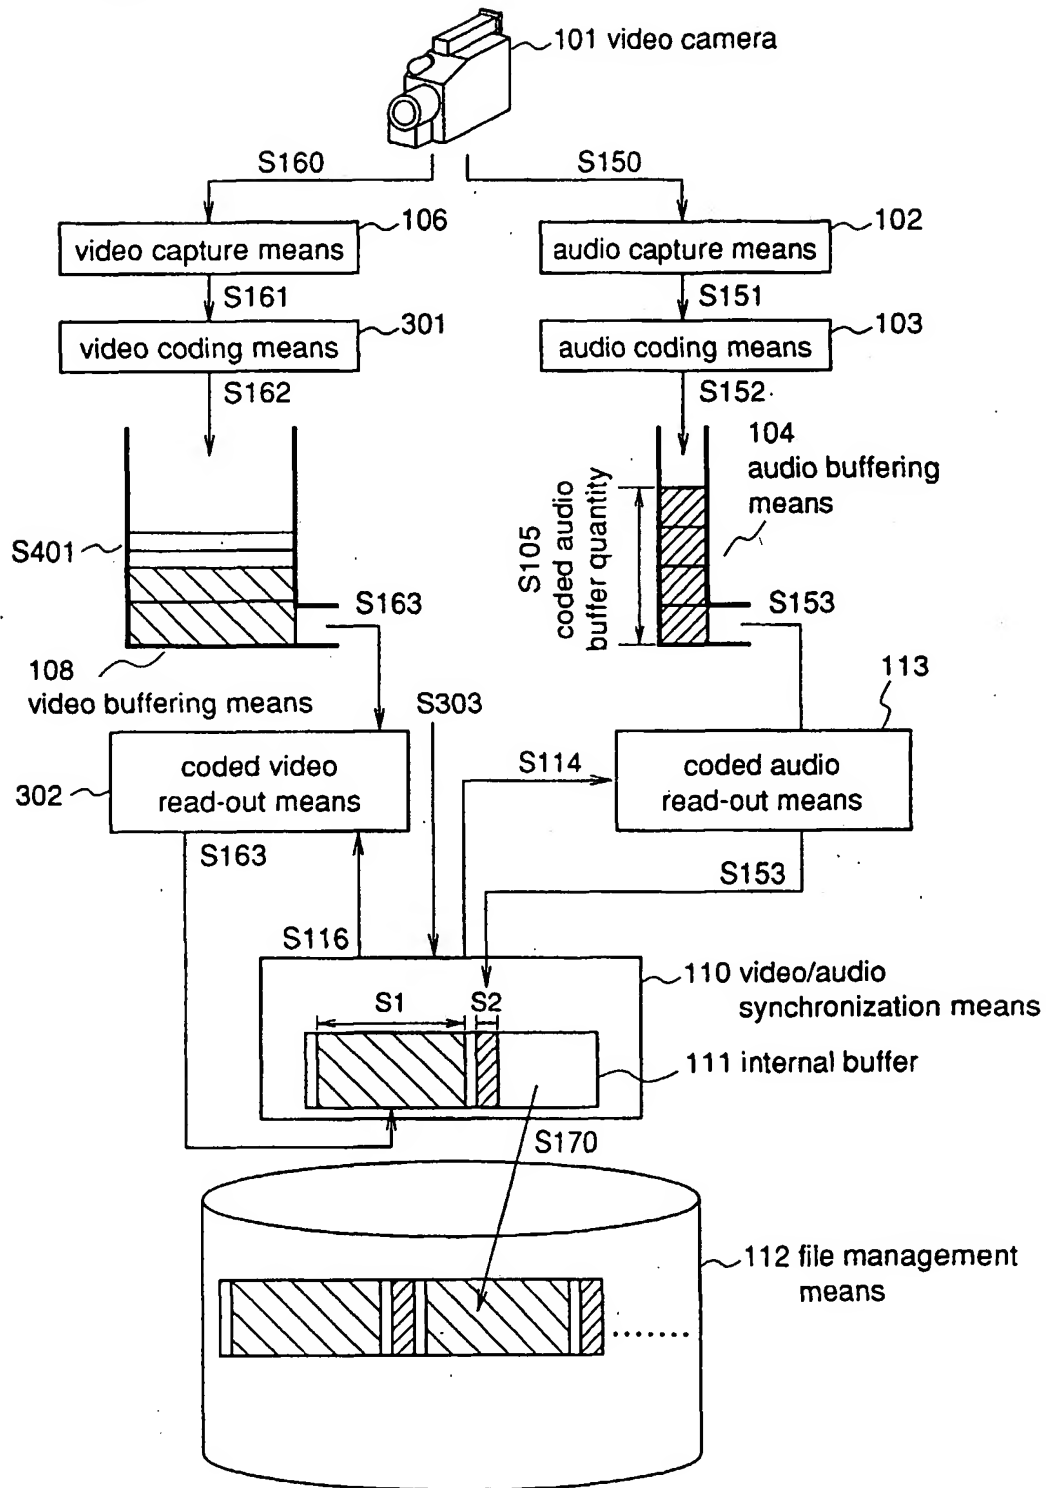 101 video camera
S160
S150
106
102
video capture means
audio capture means
S161
S151
301
103
video coding means
audio coding means
S162
S152
104
audio buffering
means
S401
S105
coded audio
buffer quantity
S163
S153
108
video buffering means
113
S303
302
coded video
read-out means
S114
coded audio
read-out means
S163
S153
S116
110 video/audio
synchronization means
S1
S2
111 internal buffer
S170
112 file management
means